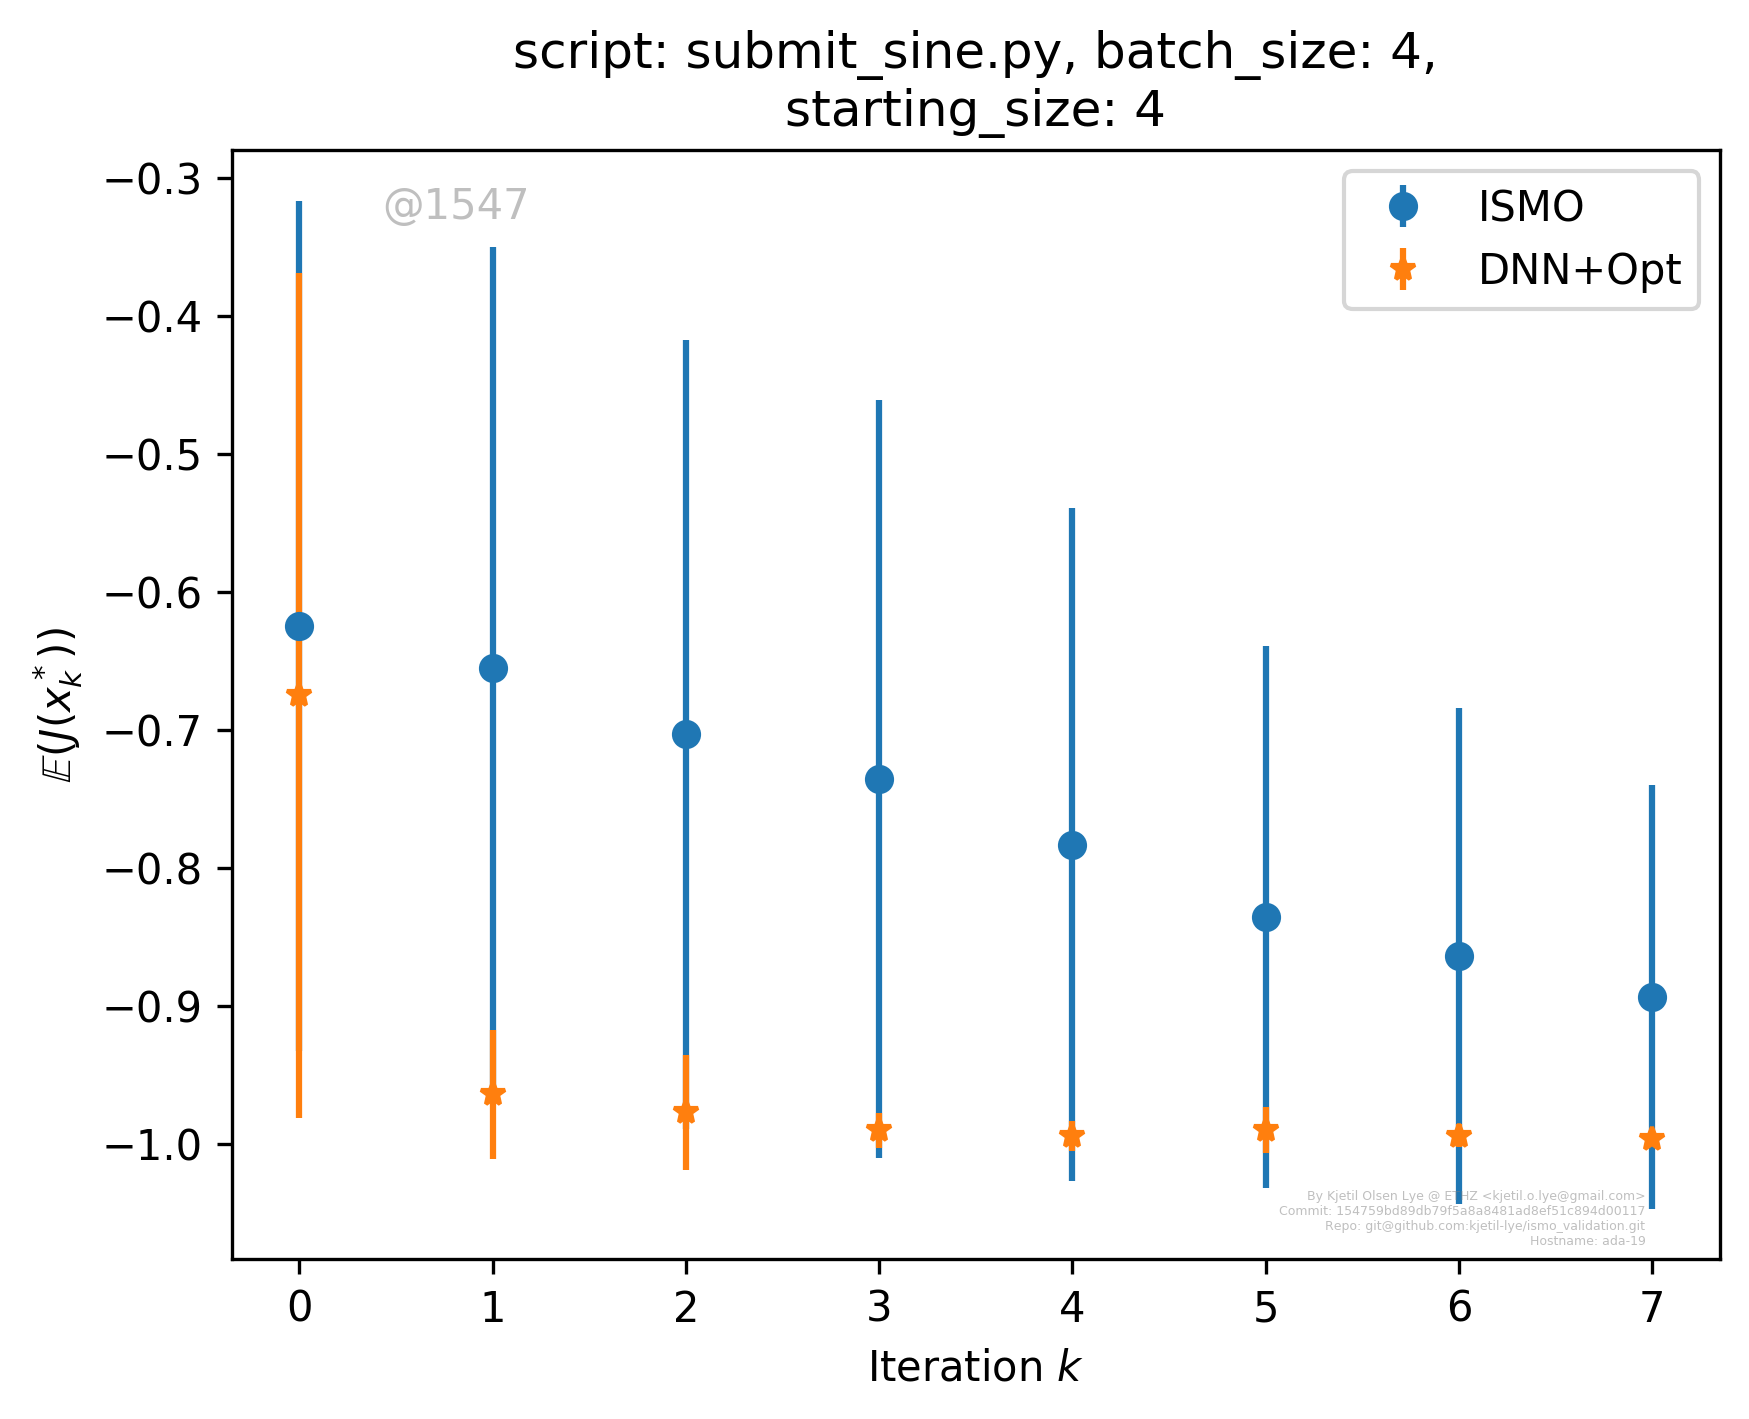 script: submit_sine.py, batch_size: 4,
starting_size: 4
@1547
ISMO
DNN+Opt
−0.3
−0.4
−0.5
−0.6
−0.7
−0.8
−0.9
−1.0
𝔼(J(x*k))
By Kjetil Olsen Lye @ ETHZ <kjetil.o.lye@gmail.com>
Commit: 154759bd89db79f5a8a8481ad8ef51c894d00117
Repo: git@github.com:kjetil-lye/ismo_validation.git
Hostname: ada-19
0 1 2 3 4 5 6 7
Iteration k